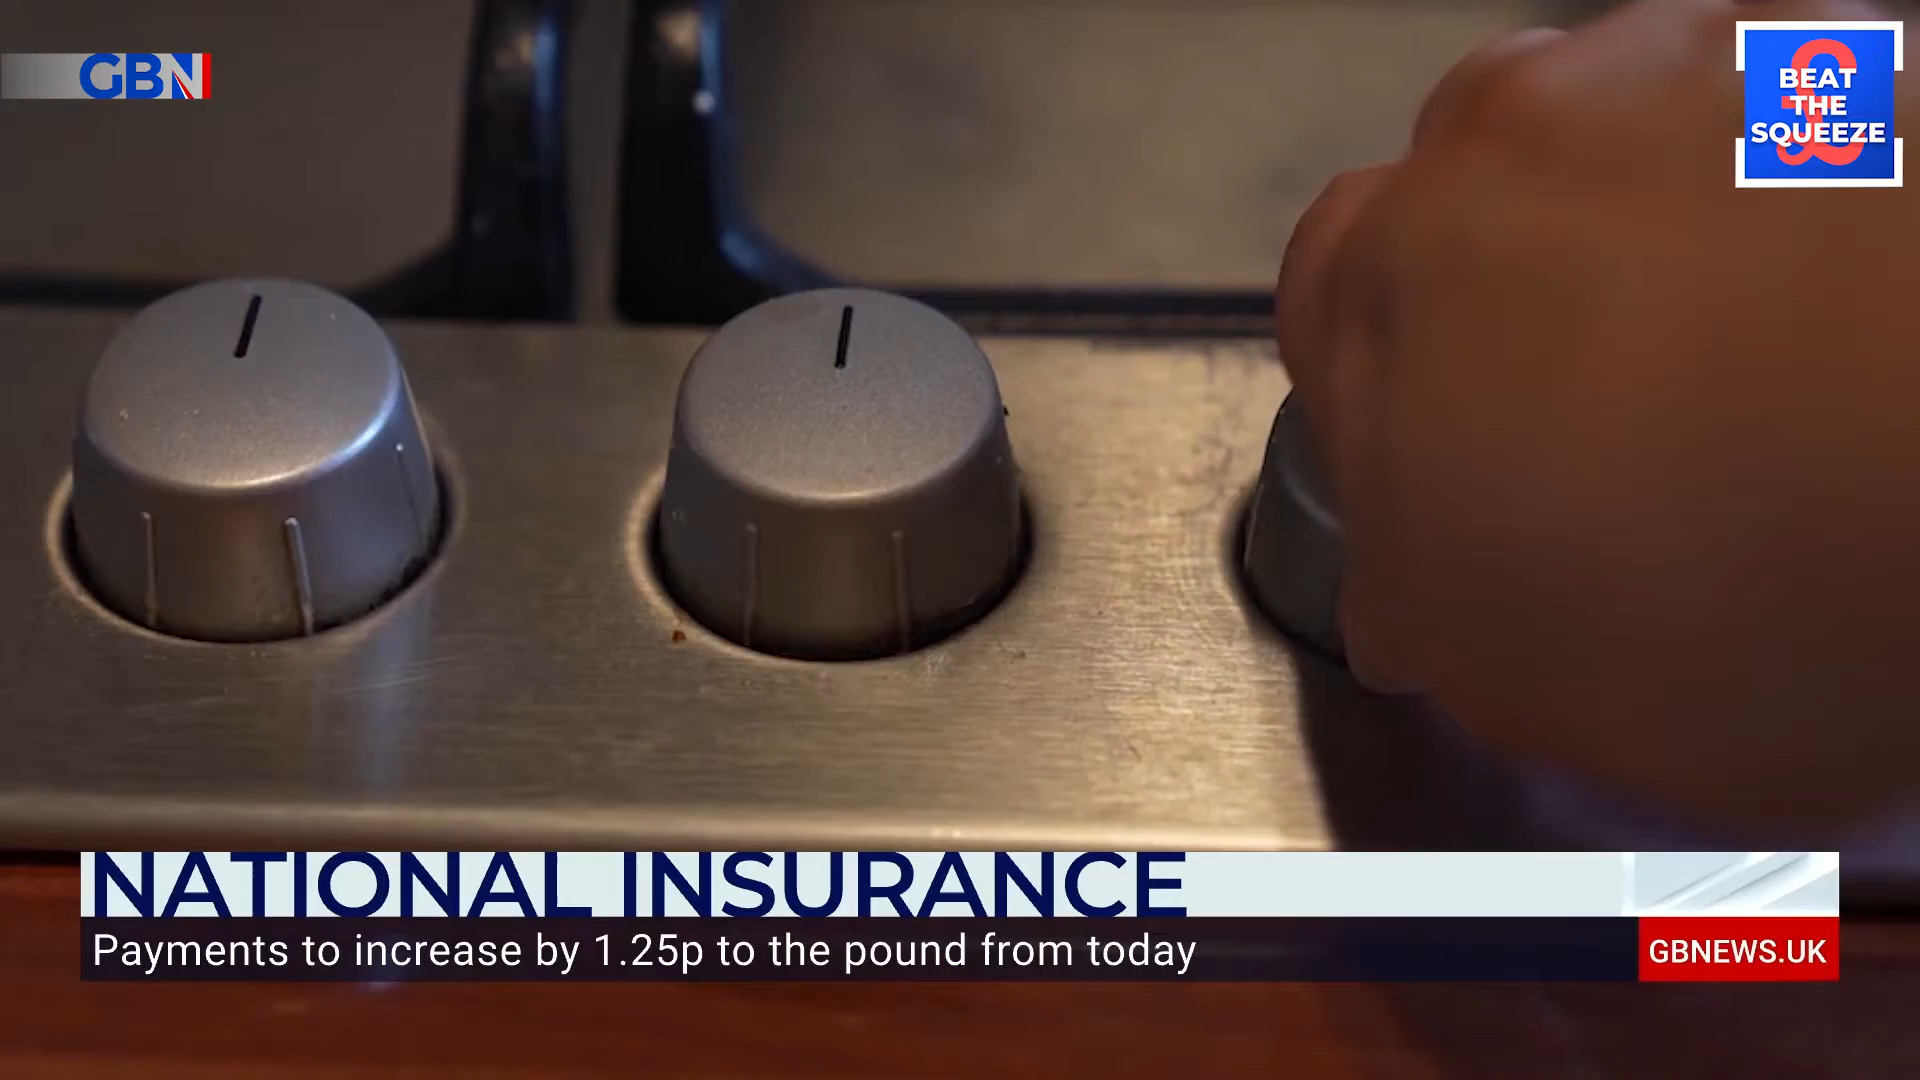 GBN
BEAT
THE
SQUEEZE
£
NATIONAL INSURANCE
Payments to increase by 1.25p to the pound from today
GBNEWS.UK